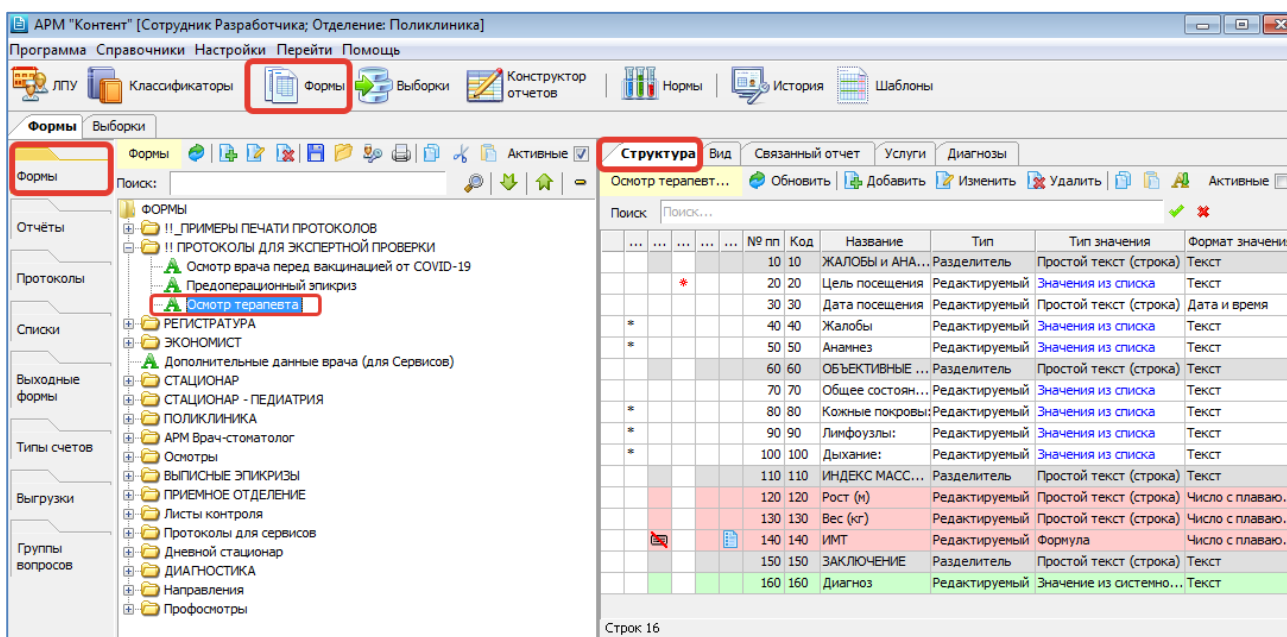 АРМ "Контент" [Сотрудник Разработчика; Отделение: Поликлиника]
Программа Справочники Настройки Перейти Помощь
ЛПУ Классификаторы Формы Выборки Конструктор отчетов Нормы История Шаблоны
Формы Выборки
Формы
Отчёты
Протоколы
Списки
Выходные
формы
Типы счетов
Выгрузки
Группы
вопросов
Формы Активные
Поиск:
ФОРМЫ
!!_ПРИМЕРЫ ПЕЧАТИ ПРОТОКОЛОВ
!! ПРОТОКОЛЫ ДЛЯ ЭКСПЕРТНОЙ ПРОВЕРКИ
Осмотр врача перед вакцинацией от COVID-19
Предоперационный эпикриз
Осмотр терапевта
РЕГИСТРАТУРА
ЭКОНОМИСТ
Дополнительные данные врача (для Сервисов)
СТАЦИОНАР
СТАЦИОНАР - ПЕДИАТРИЯ
ПОЛИКЛИНИКА
АРМ Врач-стоматолог
Осмотры
ВЫПИСНЫЕ ЭПИКРИЗЫ
ПРИЕМНОЕ ОТДЕЛЕНИЕ
Листы контроля
Протоколы для сервисов
Дневной стационар
ДИАГНОСТИКА
Направления
Профосмотры
Структура Вид Связанный отчет Услуги Диагнозы
Осмотр терапевт... Обновить Добавить Изменить Удалить Активные
Поиск Поиск...
... ... ... ... ... № пп Код Название Тип Тип значения Формат значени
10 10 ЖАЛОБЫ и АНА... Разделитель Простой текст (строка) Текст
* 20 20 Цель посещения Редактируемый Значения из списка Текст
30 30 Дата посещения Редактируемый Простой текст (строка) Дата и время
* 40 40 Жалобы Редактируемый Значения из списка Текст
* 50 50 Анамнез Редактируемый Значения из списка Текст
60 60 ОБЪЕКТИВНЫЕ ... Разделитель Простой текст (строка) Текст
70 70 Общее состоян... Редактируемый Значения из списка Текст
* 80 80 Кожные покровы: Редактируемый Значения из списка Текст
* 90 90 Лимфоузлы: Редактируемый Значения из списка Текст
* 100 100 Дыхание: Редактируемый Значения из списка Текст
110 110 ИНДЕКС МАСС... Разделитель Простой текст (строка) Текст
120 120 Рост (м) Редактируемый Простой текст (строка) Число с плаваю.
130 130 Вес (кг) Редактируемый Простой текст (строка) Число с плаваю.
140 140 ИМТ Редактируемый Формула Число с плаваю.
150 150 ЗАКЛЮЧЕНИЕ Разделитель Простой текст (строка) Текст
160 160 Диагноз Редактируемый Значение из системно... Текст
Строк 16